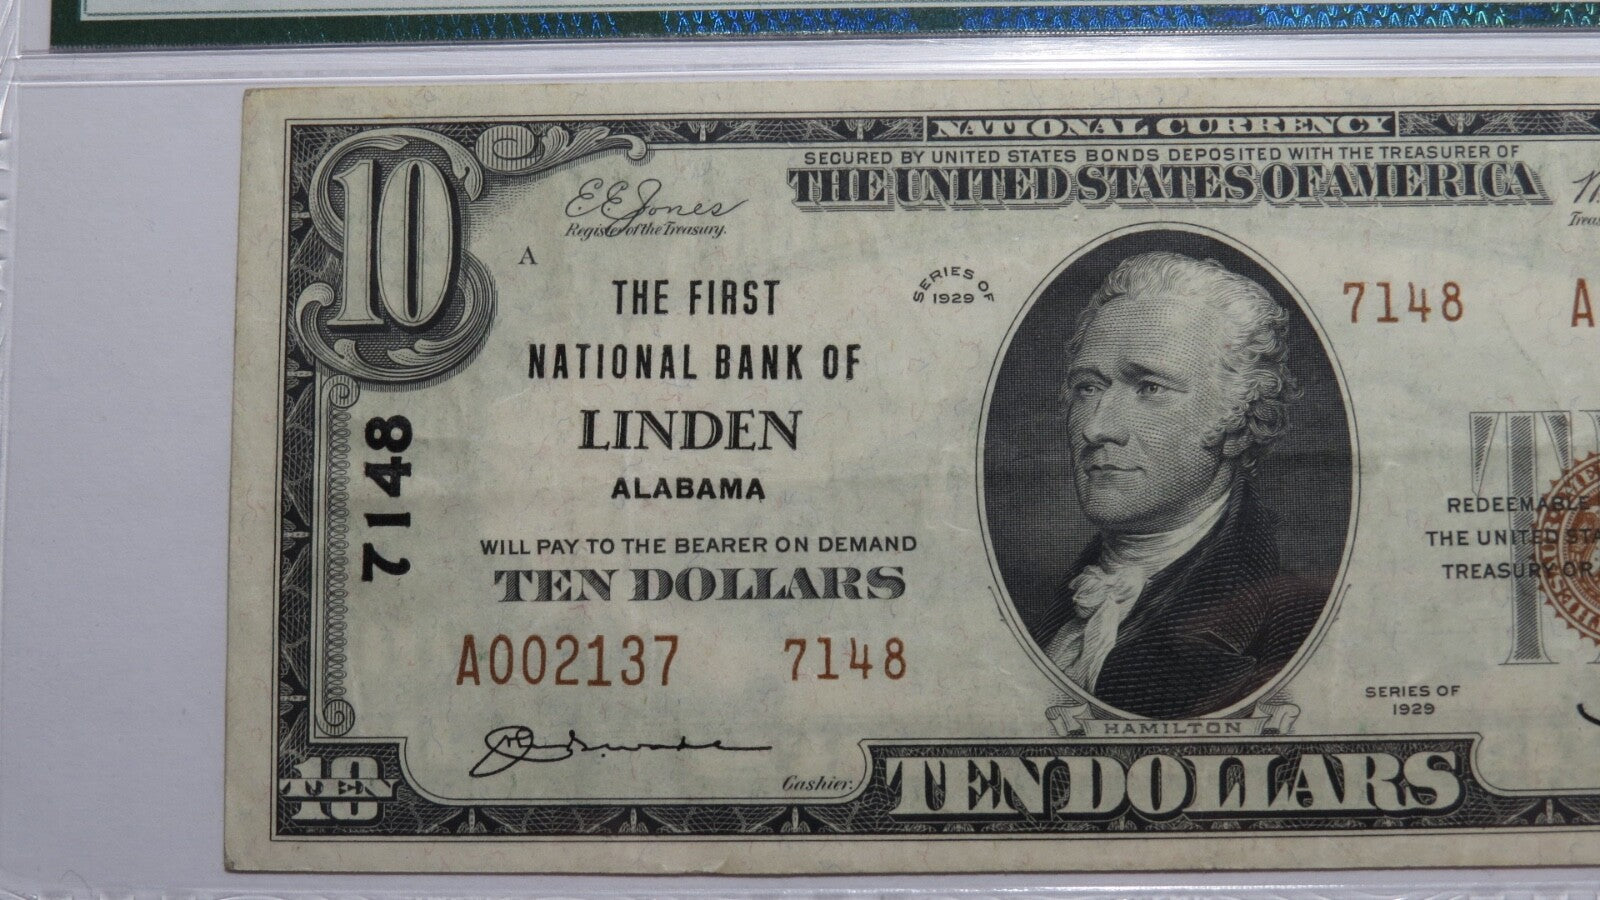 NATIONAL CURRENCY
SECURED BY UNITED STATES BONDS DEPOSITED WITH THE TREASURER OF
THE UNITED STATES OF AMERICA
10
E E Jones
Register of the Treasury.
A
SERIES OF
1929
THE FIRST
NATIONAL BANK OF
LINDEN
ALABAMA
7148
7148
A
WILL PAY TO THE BEARER ON DEMAND
TEN DOLLARS
REDEEMABLE
THE UNITED
TREASURY OR
A002137 7148
SERIES OF
1929
HAMILTON
Cashier.
TEN
10
TEN DOLLARS